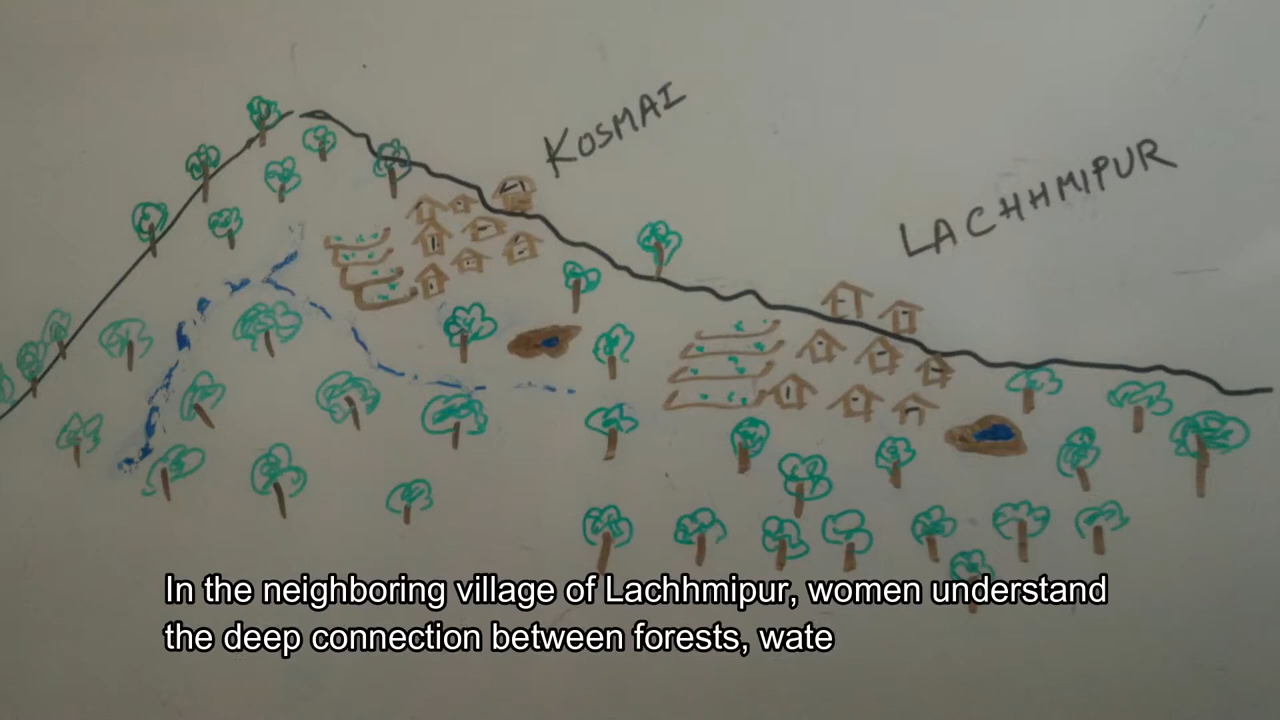 KOSMAI
LACHHMIPUR
In the neighboring village of Lachhmipur, women understand
the deep connection between forests, wate